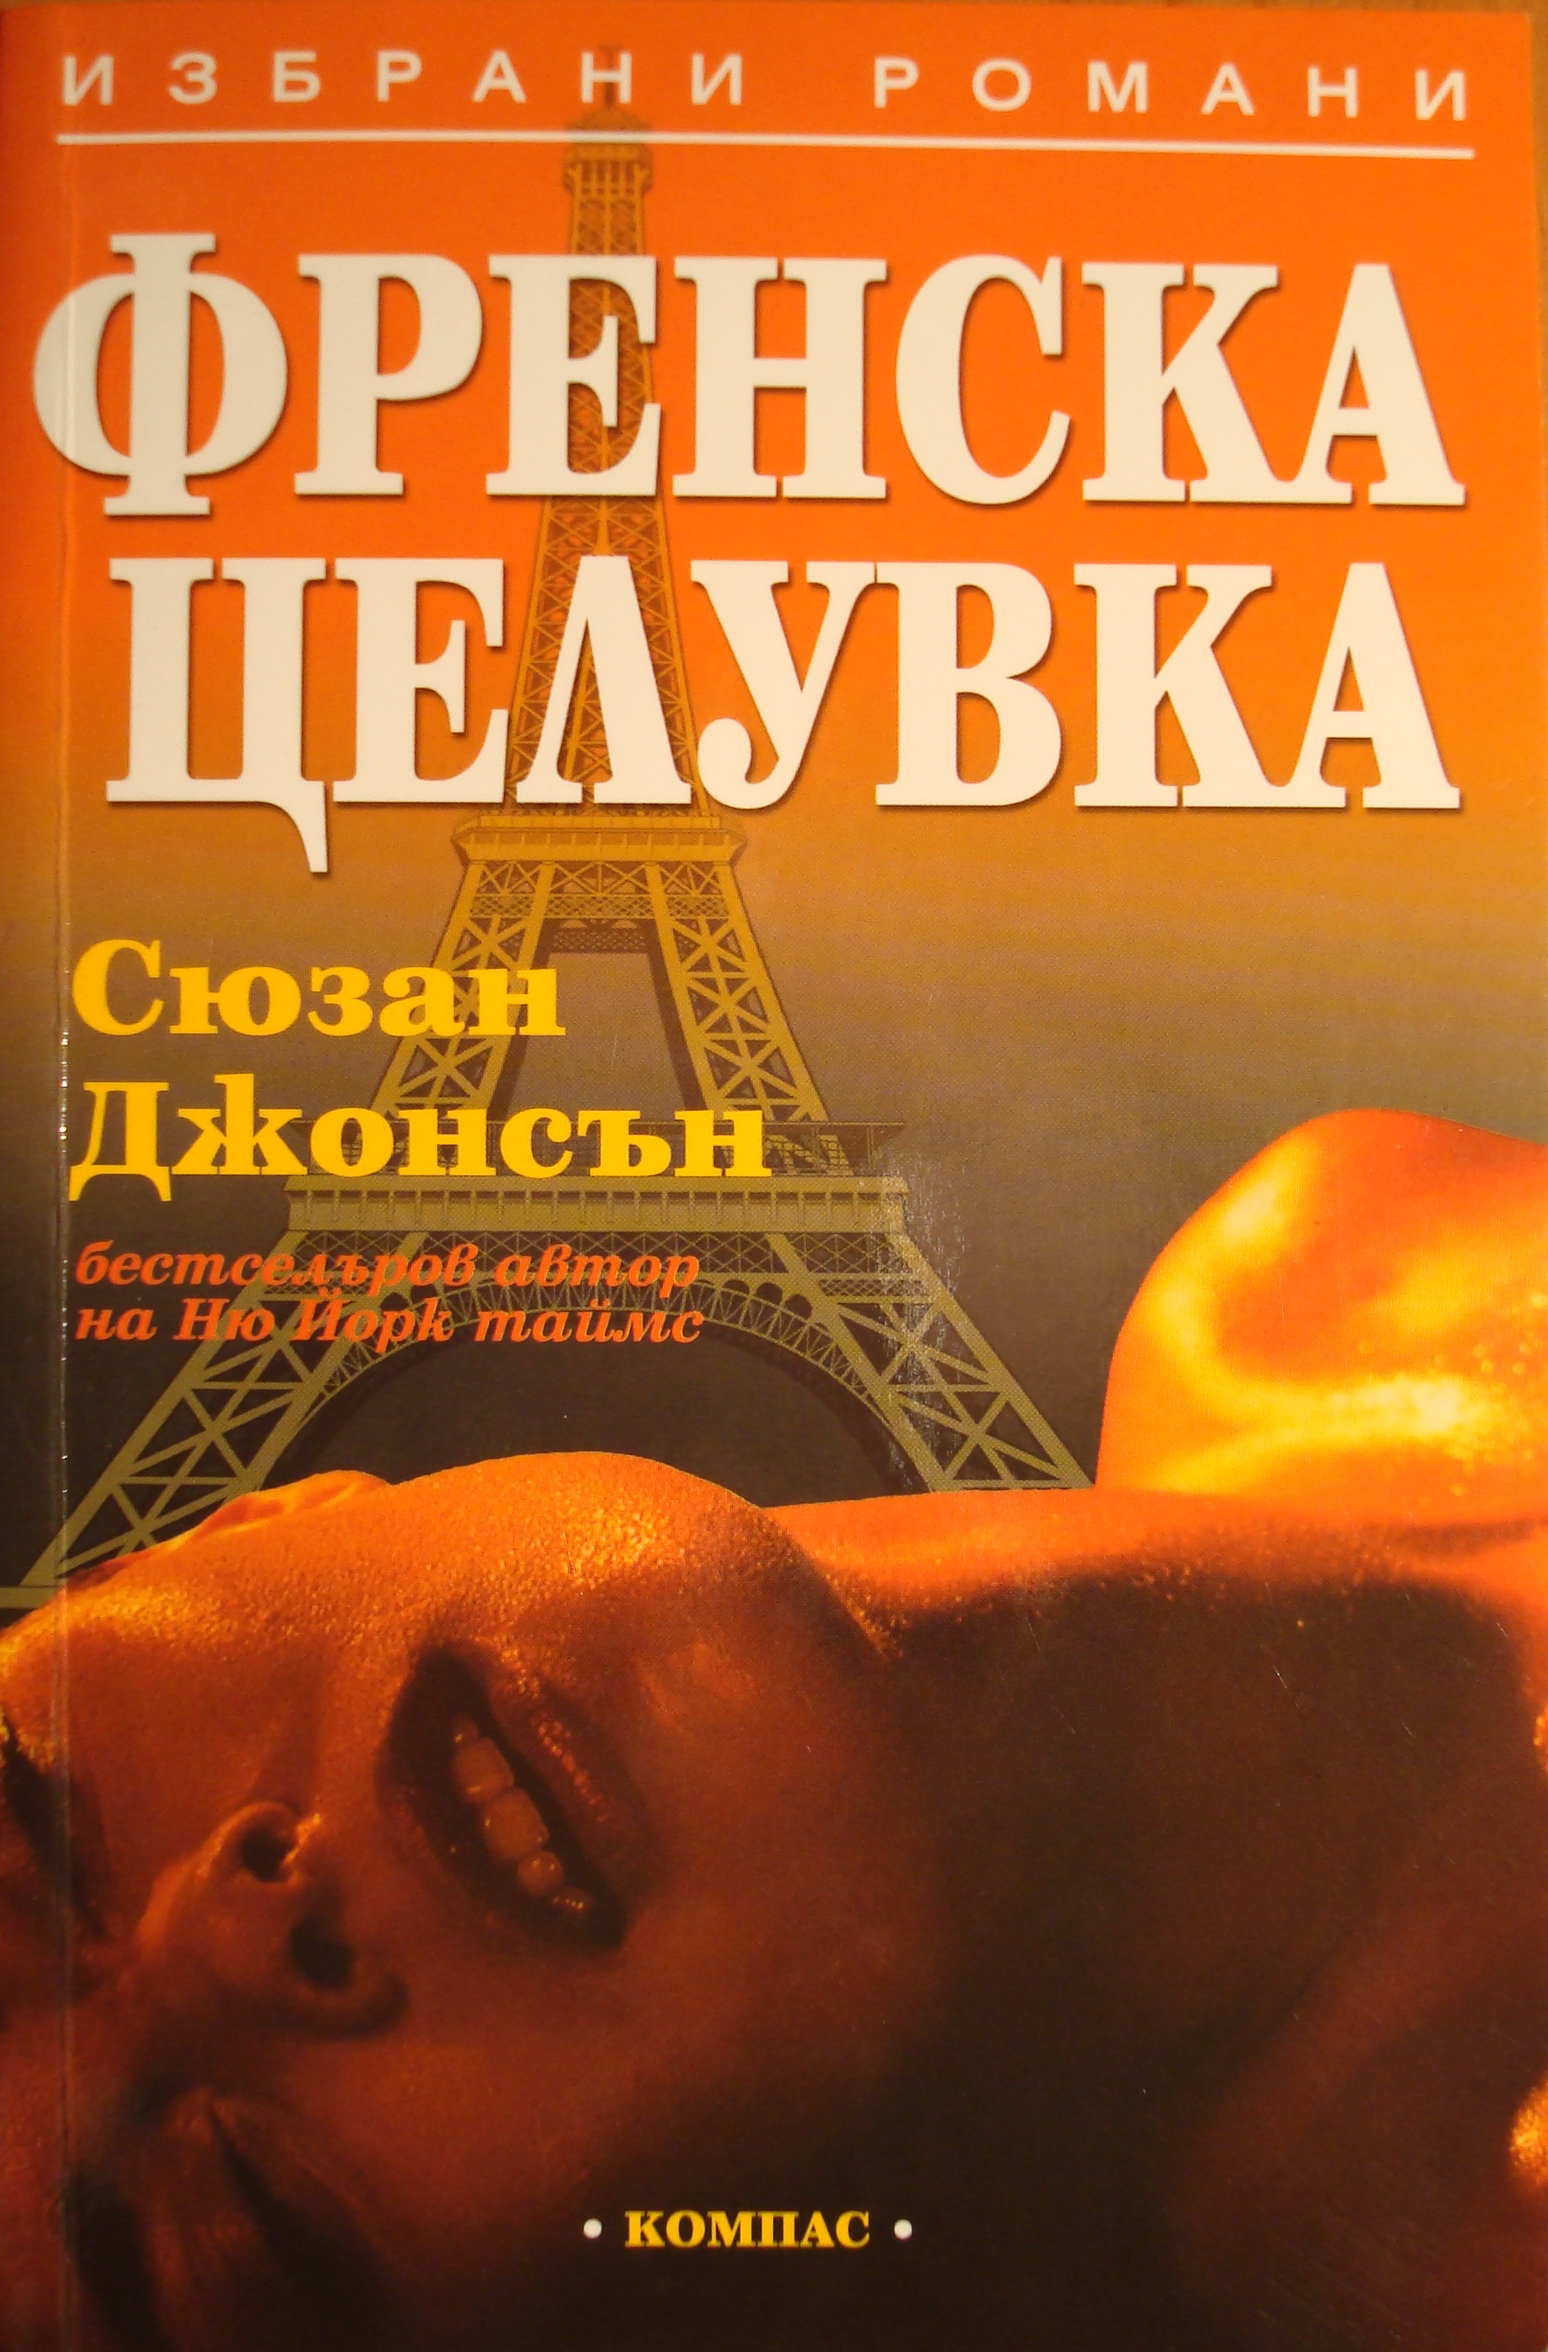 ИЗБРАНИ РОМАНИ
ФРЕНСКА
ЦЕЛУВКА
Сюзан
Джонсън
бестселъров автор
на Ню Йорк таймс
• КОМПАС •